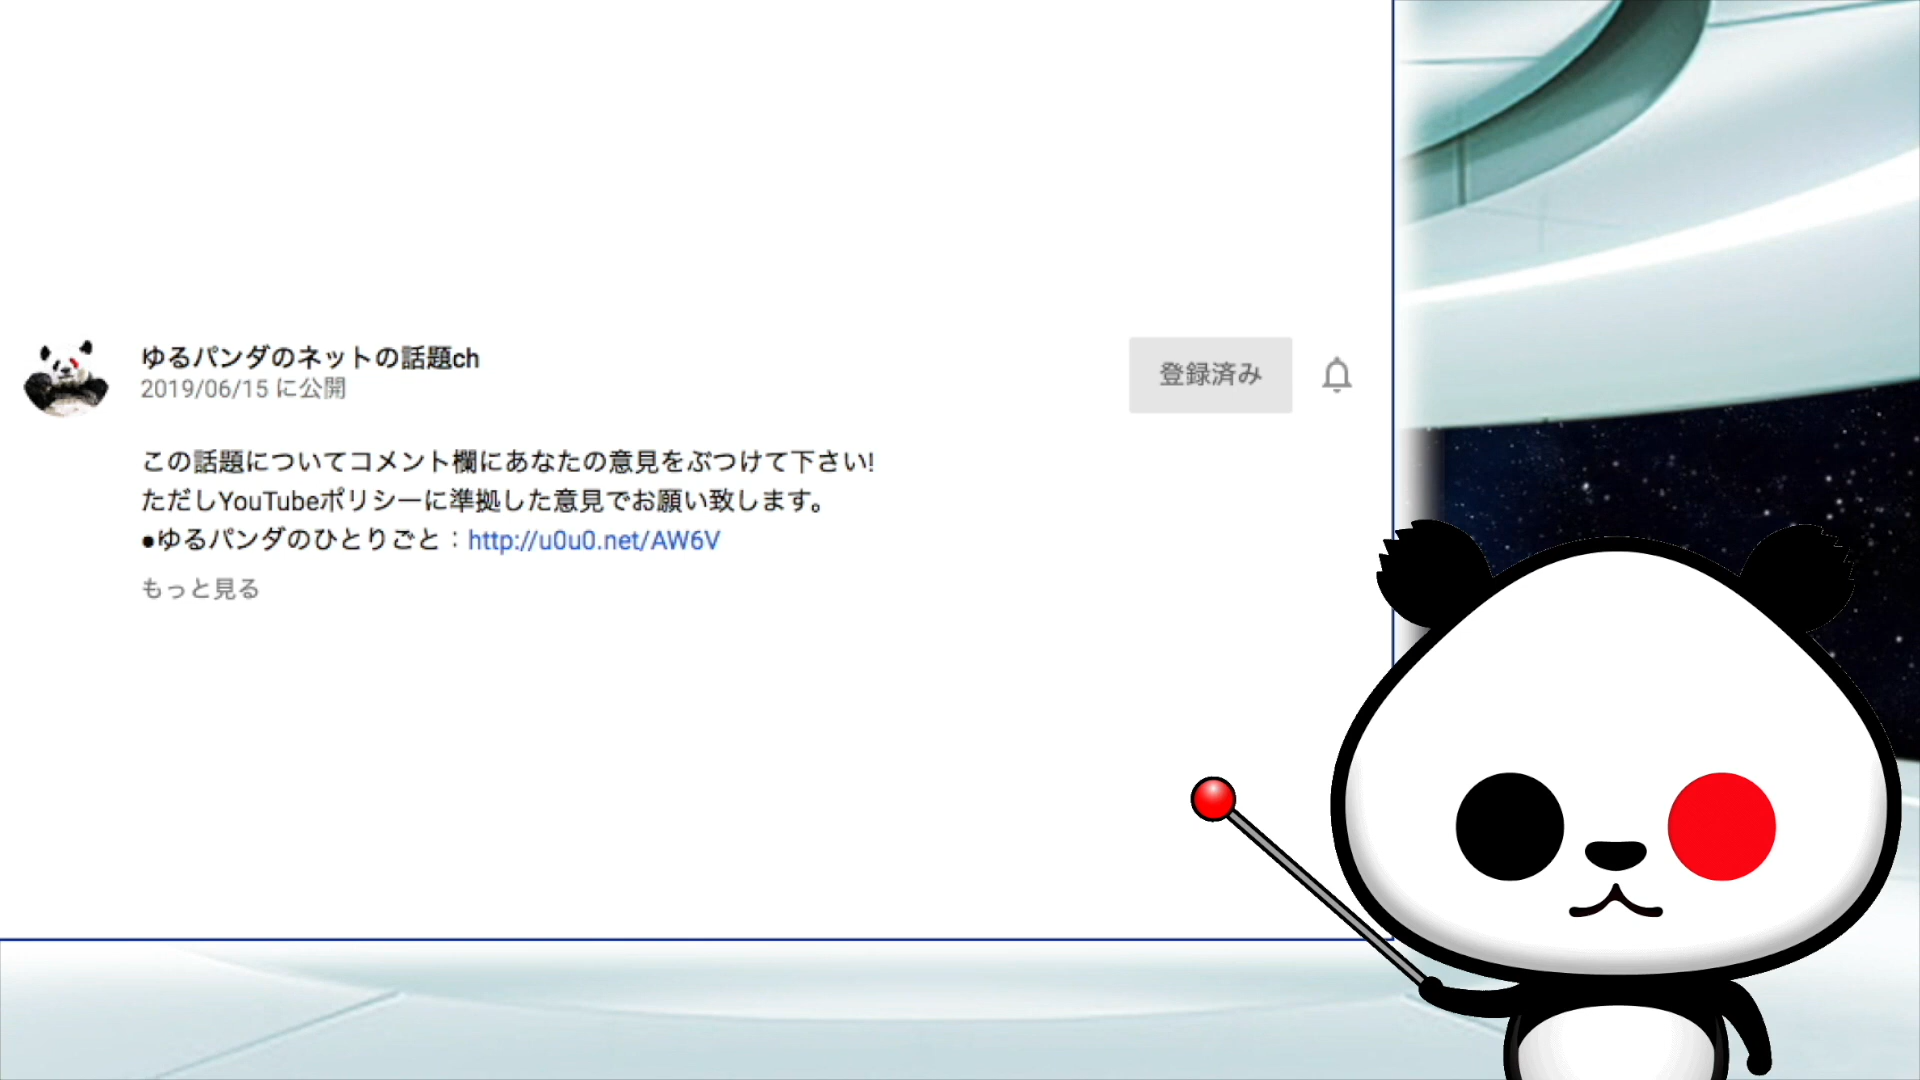 ゆるパンダのネットの話題ch
2019/06/15 に公開
登録済み
この話題についてコメント欄にあなたの意見をぶつけて下さい!
ただしYouTubeポリシーに準拠した意見でお願い致します。
●ゆるパンダのひとりごと：http://u0u0.net/AW6V
もっと見る